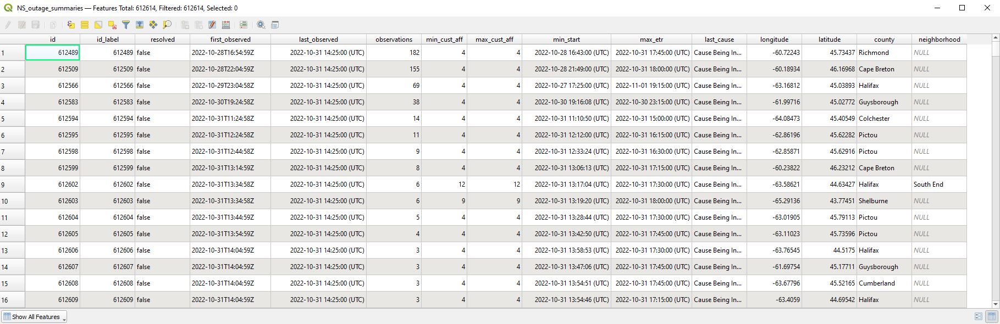 NS_outage_summaries — Features Total: 612614, Filtered: 612614, Selected: 0
id id_label resolved first_observed last_observed observations min_cust_aff max_cust_aff min_start max_etr last_cause longitude latitude county neighborhood
1 612489 612489 false 2022-10-28T16:54:59Z 2022-10-31 14:25:00 (UTC) 182 4 4 2022-10-28 16:43:00 (UTC) 2022-10-31 17:45:00 (UTC) Cause Being In... -60.72243 45.73437 Richmond NULL
2 612509 612509 false 2022-10-28T22:04:59Z 2022-10-31 14:25:00 (UTC) 155 4 4 2022-10-28 21:49:00 (UTC) 2022-10-31 18:00:00 (UTC) Cause Being In... -60.18934 46.16968 Cape Breton NULL
3 612566 612566 false 2022-10-29T23:04:58Z 2022-10-31 14:25:00 (UTC) 69 4 4 2022-10-27 17:25:00 (UTC) 2022-11-01 19:15:00 (UTC) Cause Being In... -63.16812 45.03893 Halifax NULL
4 612583 612583 false 2022-10-30T19:24:58Z 2022-10-31 14:25:00 (UTC) 38 4 4 2022-10-30 19:16:08 (UTC) 2022-10-30 23:15:00 (UTC) Cause Being In... -61.99716 45.02772 Guysborough NULL
5 612594 612594 false 2022-10-31T11:24:58Z 2022-10-31 14:25:00 (UTC) 14 4 4 2022-10-31 11:10:50 (UTC) 2022-10-31 15:00:00 (UTC) Cause Being In... -64.08473 45.40549 Colchester NULL
6 612595 612595 false 2022-10-31T12:24:58Z 2022-10-31 14:25:00 (UTC) 11 4 4 2022-10-31 12:12:00 (UTC) 2022-10-31 16:15:00 (UTC) Cause Being In... -62.86196 45.62282 Pictou NULL
7 612598 612598 false 2022-10-31T12:44:58Z 2022-10-31 14:25:00 (UTC) 9 4 4 2022-10-31 12:33:24 (UTC) 2022-10-31 16:30:00 (UTC) Cause Being In... -62.85871 45.62916 Pictou NULL
8 612599 612599 false 2022-10-31T13:14:59Z 2022-10-31 14:25:00 (UTC) 8 4 4 2022-10-31 13:06:13 (UTC) 2022-10-31 17:15:00 (UTC) Cause Being In... -60.23822 46.23212 Cape Breton NULL
9 612602 612602 false 2022-10-31T13:34:58Z 2022-10-31 14:25:00 (UTC) 6 12 12 2022-10-31 13:17:04 (UTC) 2022-10-31 17:30:00 (UTC) Cause Being In... -63.58621 44.63427 Halifax South End
10 612603 612603 false 2022-10-31T13:34:58Z 2022-10-31 14:25:00 (UTC) 6 9 9 2022-10-31 13:19:20 (UTC) 2022-10-31 18:00:00 (UTC) Cause Being In... -65.29136 43.77451 Shelburne NULL
11 612604 612604 false 2022-10-31T13:44:59Z 2022-10-31 14:25:00 (UTC) 5 4 4 2022-10-31 13:28:44 (UTC) 2022-10-31 17:30:00 (UTC) Cause Being In... -63.01905 45.79113 Pictou NULL
12 612605 612605 false 2022-10-31T13:54:59Z 2022-10-31 14:25:00 (UTC) 4 4 4 2022-10-31 13:42:50 (UTC) 2022-10-31 17:45:00 (UTC) Cause Being In... -63.11023 45.73596 Pictou NULL
13 612606 612606 false 2022-10-31T14:04:59Z 2022-10-31 14:25:00 (UTC) 3 4 4 2022-10-31 13:58:53 (UTC) 2022-10-31 17:30:00 (UTC) Cause Being In... -63.76545 44.5175 Halifax NULL
14 612607 612607 false 2022-10-31T14:04:59Z 2022-10-31 14:25:00 (UTC) 3 4 4 2022-10-31 13:47:06 (UTC) 2022-10-31 17:45:00 (UTC) Cause Being In... -61.69754 45.17711 Guysborough NULL
15 612608 612608 false 2022-10-31T14:04:59Z 2022-10-31 14:25:00 (UTC) 3 4 4 2022-10-31 13:54:51 (UTC) 2022-10-31 17:45:00 (UTC) Cause Being In... -63.67796 45.52165 Cumberland NULL
16 612609 612609 false 2022-10-31T14:04:59Z 2022-10-31 14:25:00 (UTC) 3 4 4 2022-10-31 13:54:46 (UTC) 2022-10-31 17:15:00 (UTC) Cause Being In... -63.4059 44.69542 Halifax NULL
Show All Features